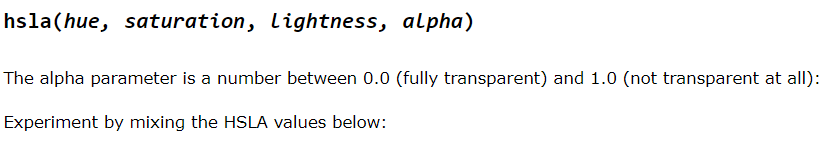 hsla(hue, saturation, lightness, alpha)
The alpha parameter is a number between 0.0 (fully transparent) and 1.0 (not transparent at all):
Experiment by mixing the HSLA values below: